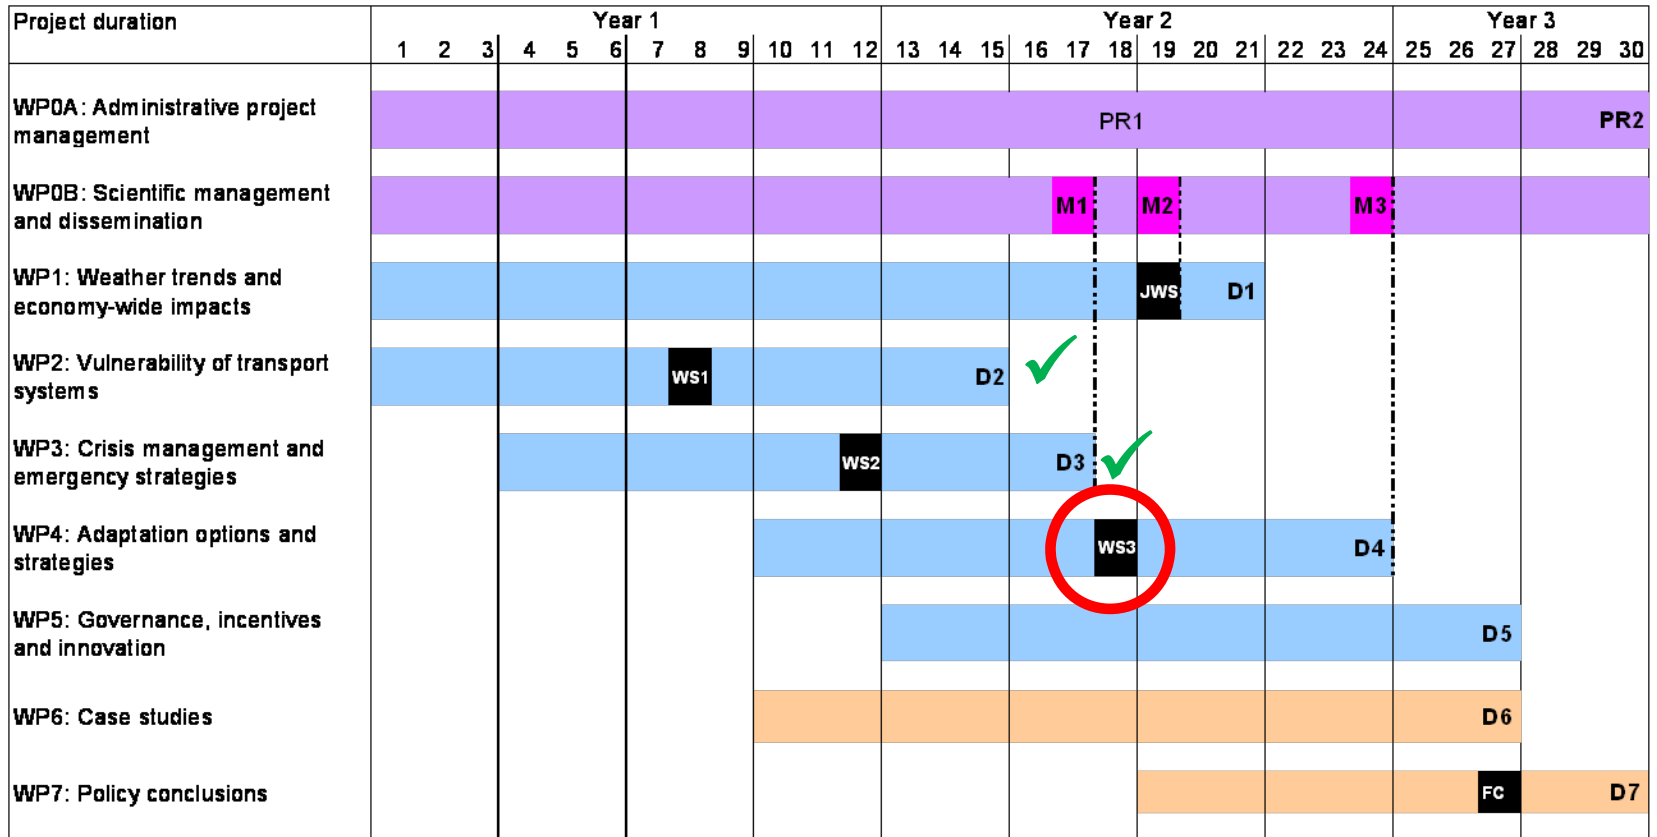 Project duration Year 1 Year 2 Year 3
1 2 3 4 5 6 7 8 9 10 11 12 13 14 15 16 17 18 19 20 21 22 23 24 25 26 27 28 29 30
WP0A: Administrative project
management
PR1 PR2
WP0B: Scientific management
and dissemination
M1 M2 M3
WP1: Weather trends and
economy-wide impacts
JWS D1
WP2: Vulnerability of transport
systems
WS1 D2
WP3: Crisis management and
emergency strategies
WS2 D3
WP4: Adaptation options and
strategies
WS3 D4
WP5: Governance, incentives
and innovation
D5
WP6: Case studies D6
WP7: Policy conclusions FC D7